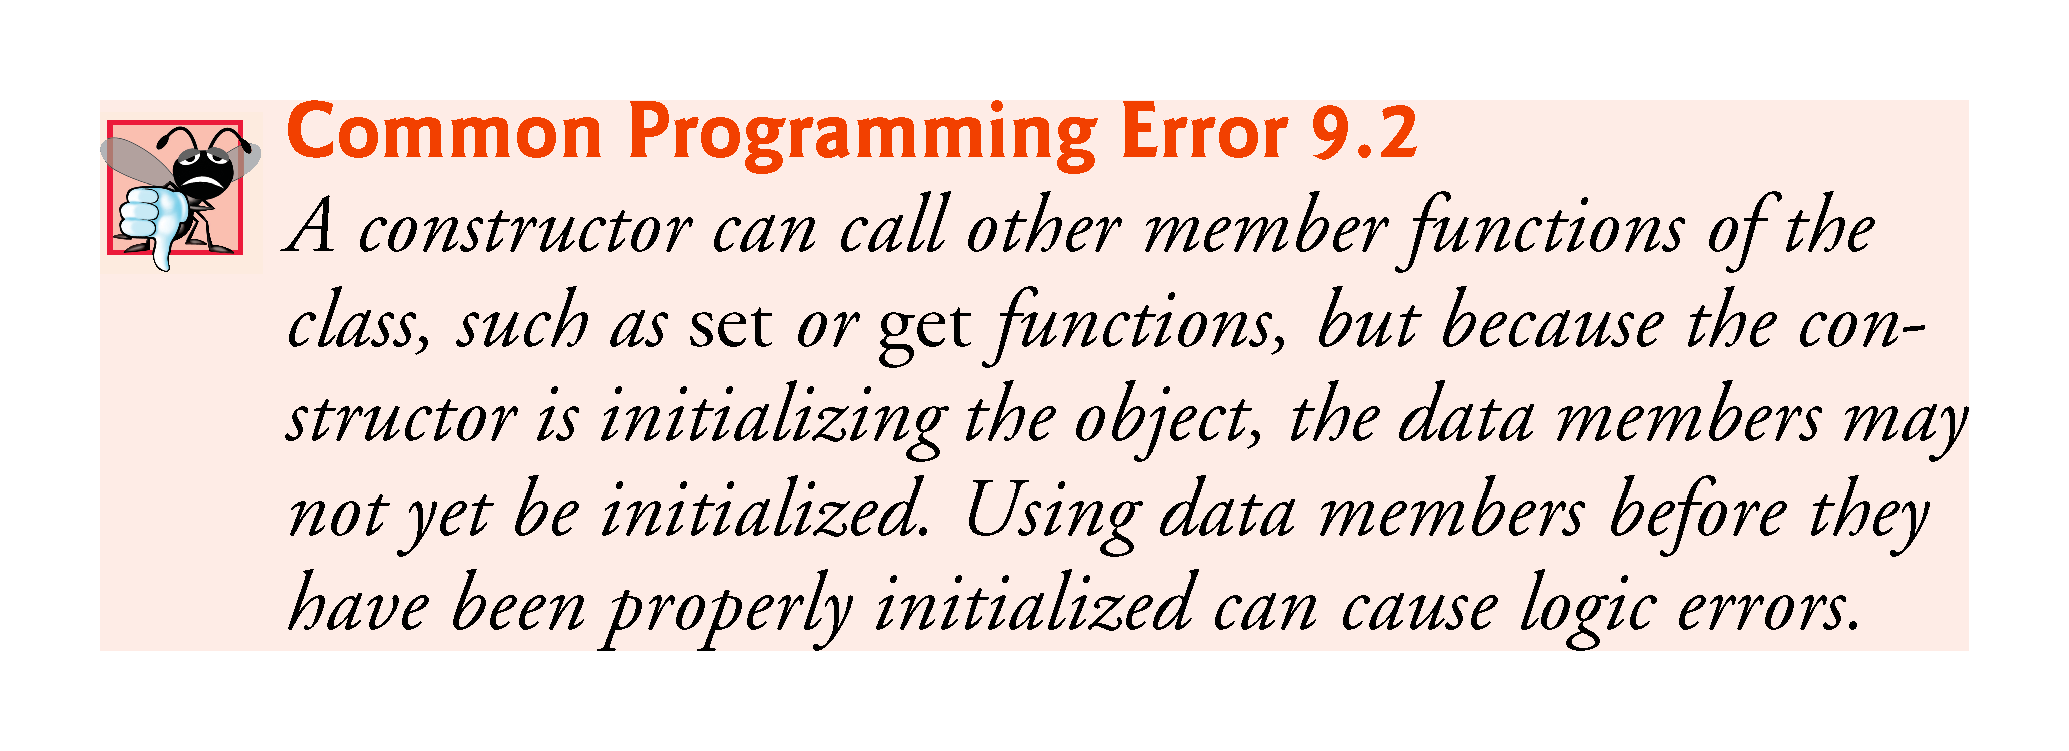 Common Programming Error 9.2
A constructor can call other member functions of the
class, such as set or get functions, but because the con-
structor is initializing the object, the data members may
not yet be initialized. Using data members before they
have been properly initialized can cause logic errors.